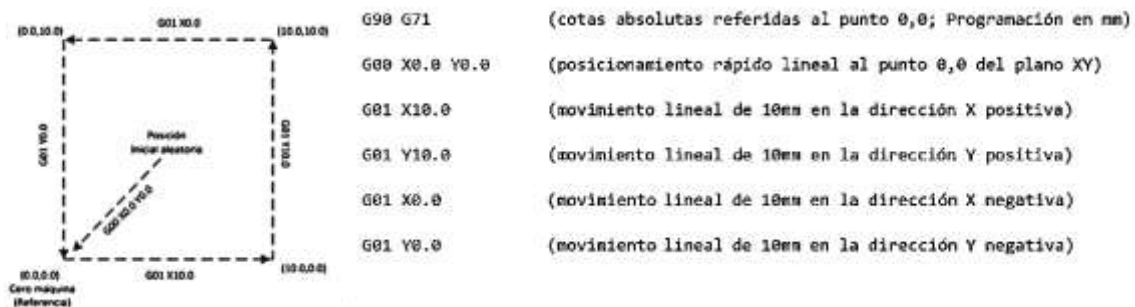 G01 X0.0
(0.0,10.0)
(10.0,10.0)
G01 Y0.0
G01 Y10.0
Posición
Inicial aleatoria
G00 X0.0 Y0.0
(0.0,0.0)
G01 X10.0
(10.0,0.0)
Cero máquina
(Referencia)
G90 G71 (cotas absolutas referidas al punto 0,0; Programación en mm)
G00 X0.0 Y0.0 (posicionamiento rápido lineal al punto 0,0 del plano XY)
G01 X10.0 (movimiento lineal de 10mm en la dirección X positiva)
G01 Y10.0 (movimiento lineal de 10mm en la dirección Y positiva)
G01 X0.0 (movimiento lineal de 10mm en la dirección X negativa)
G01 Y0.0 (movimiento lineal de 10mm en la dirección Y negativa)